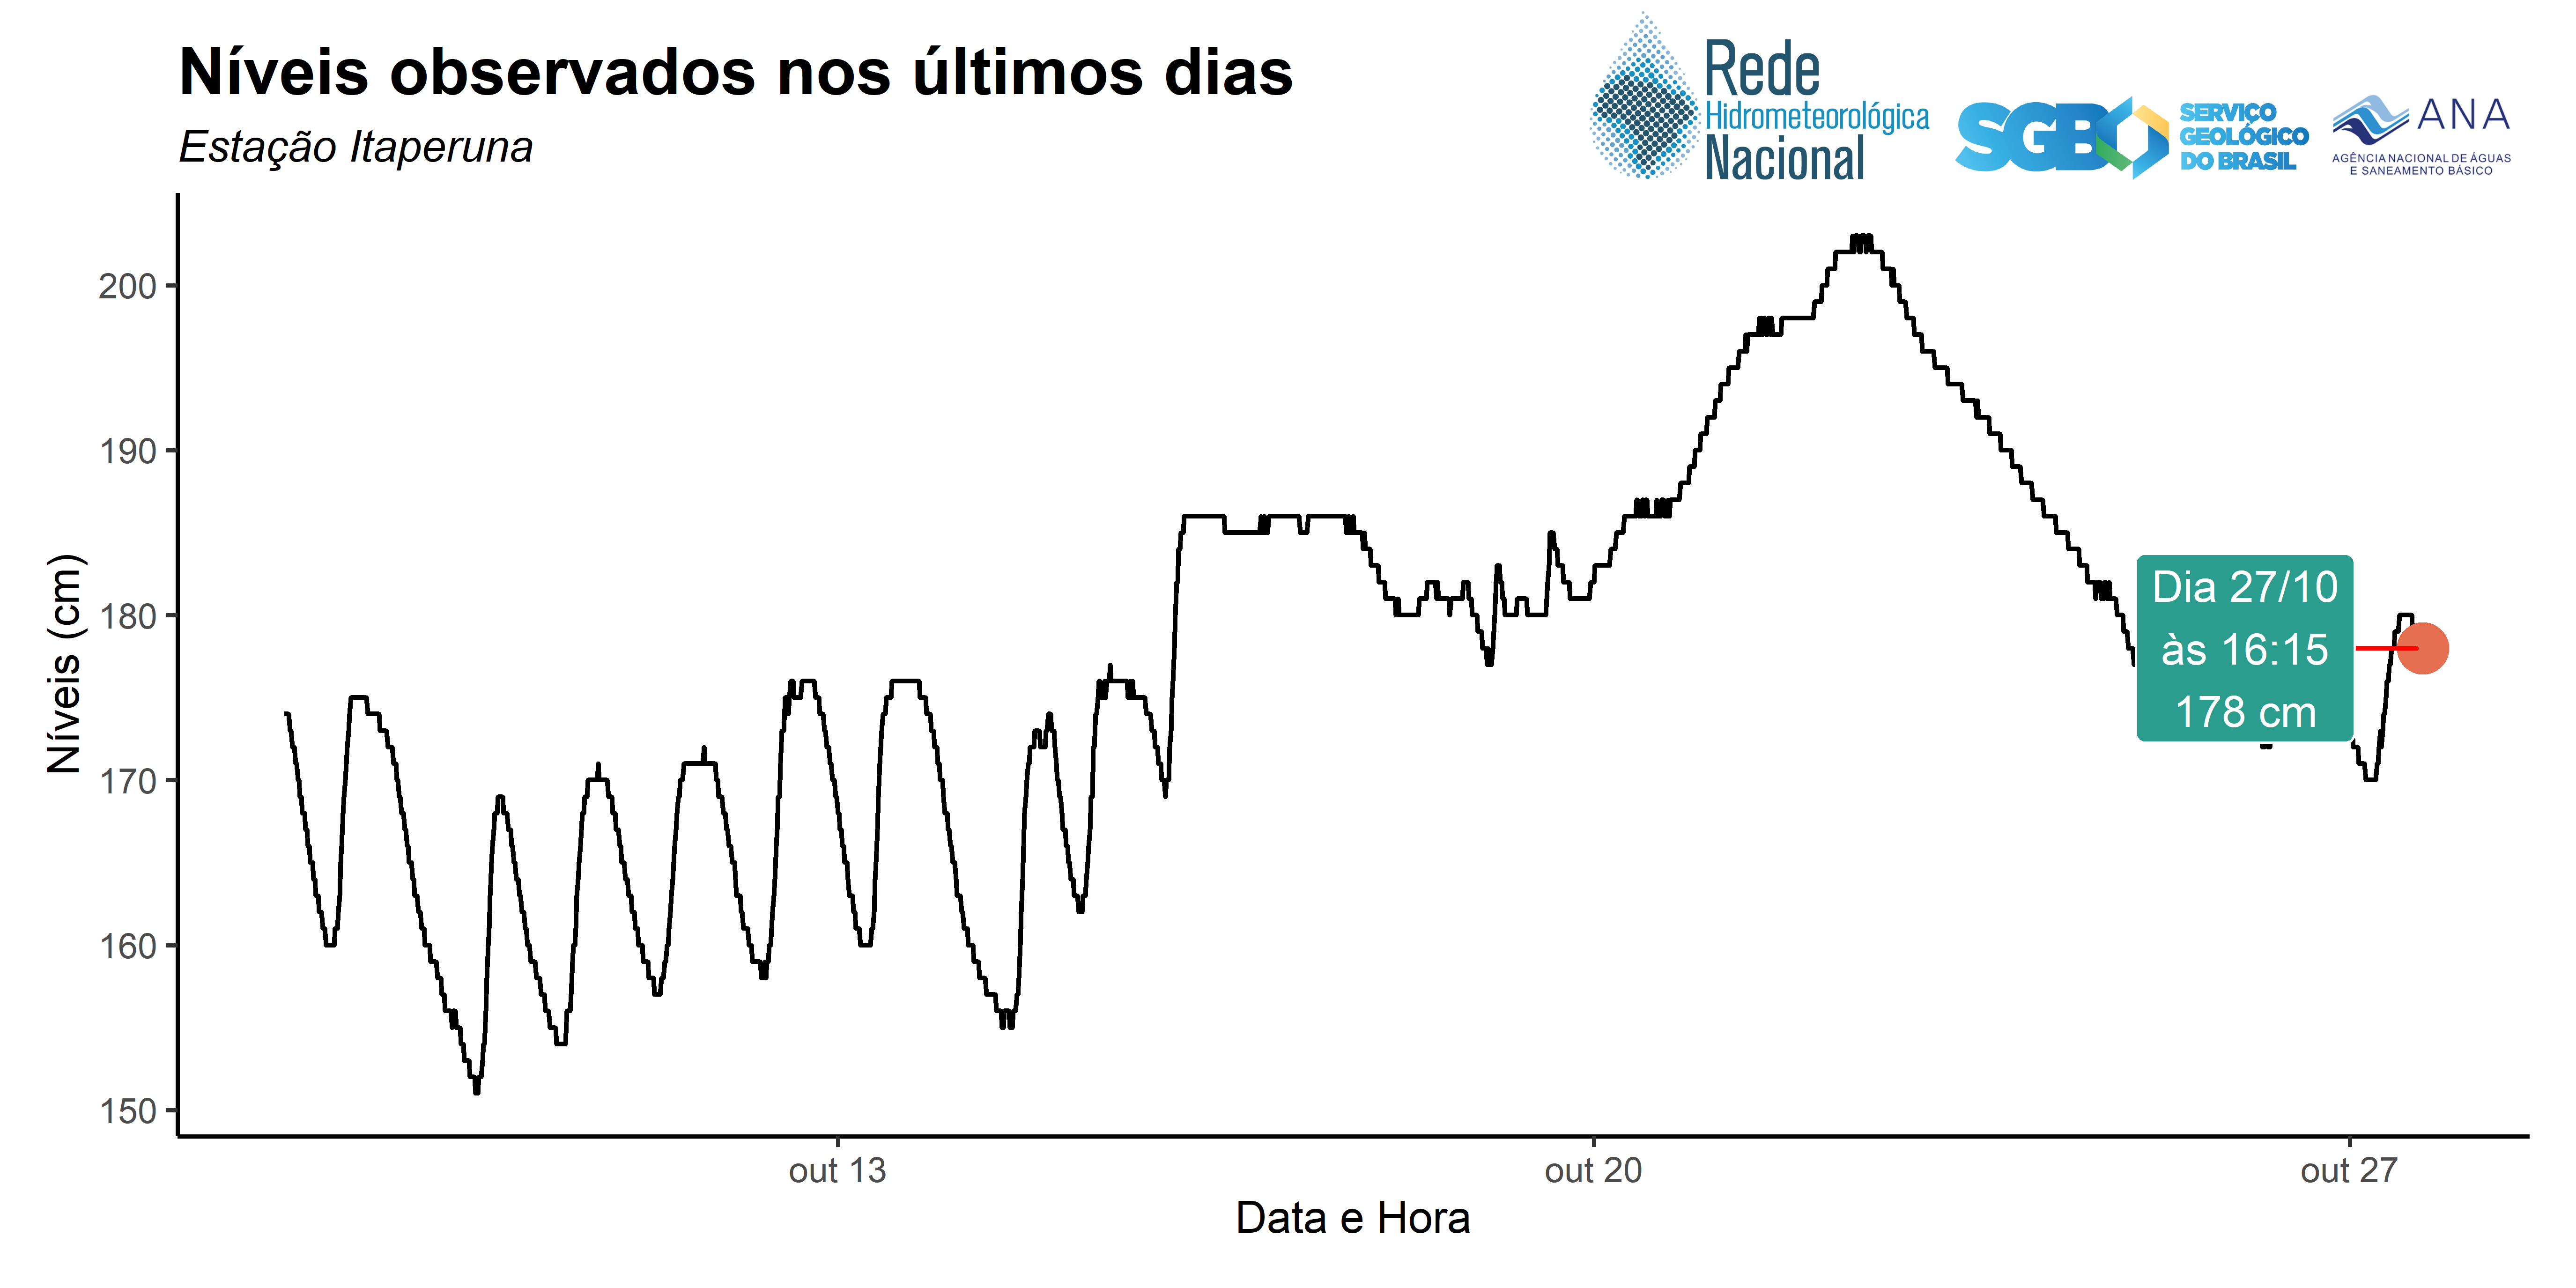 Níveis observados nos últimos dias
Estação Itaperuna
Rede
Hidrometeorológica
Nacional
SGB
SERVIÇO
GEOLÓGICO
DO BRASIL
ANA
AGÊNCIA NACIONAL DE ÁGUAS
E SANEAMENTO BÁSICO
Níveis (cm)
200
190
180
170
160
150
Dia 27/10
às 16:15
178 cm
out 13
out 20
out 27
Data e Hora